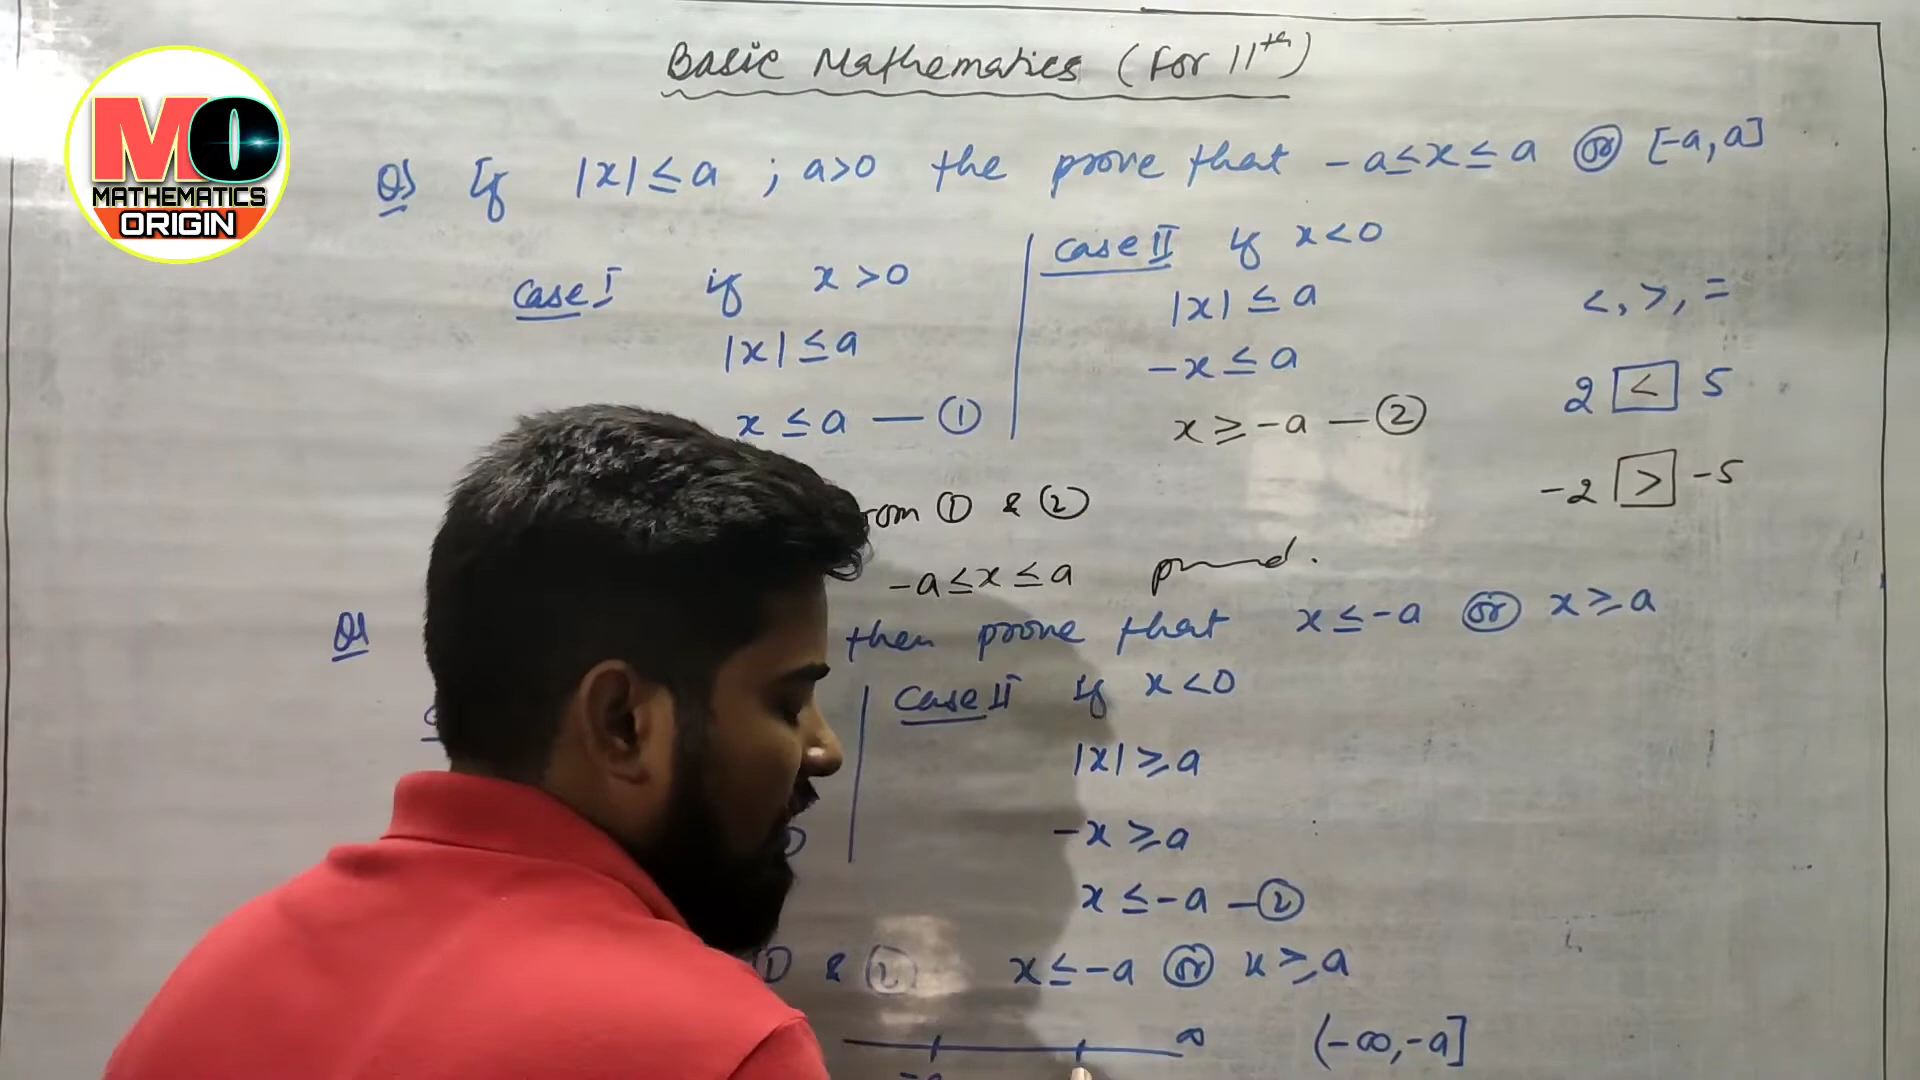 Basic Mathematics (For 11th)
MO
MATHEMATICS
ORIGIN
Q) If |x| ≤ a ; a>0 the prove that -a ≤ x ≤ a or [-a, a]
Case I if x > 0
|x| ≤ a
x ≤ a — ①
Case II if x < 0
|x| ≤ a
-x ≤ a
x ≥ -a — ②
<, >, =
2 < 5
-2 > -5
rom ① & ②
-a ≤ x ≤ a proved.
Q) then prove that x ≤ -a or x ≥ a
Case II If x < 0
|x| ≥ a
-x ≥ a
x ≤ -a — ②
① & ② x ≤ -a or x ≥ a
∞ (-∞, -a]